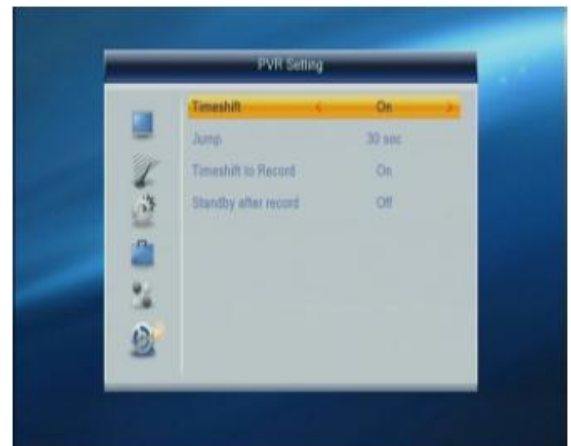 PVR Setting
Timeshift < On >
Jump 30 sec
Timeshift to Record On
Standby after record Off